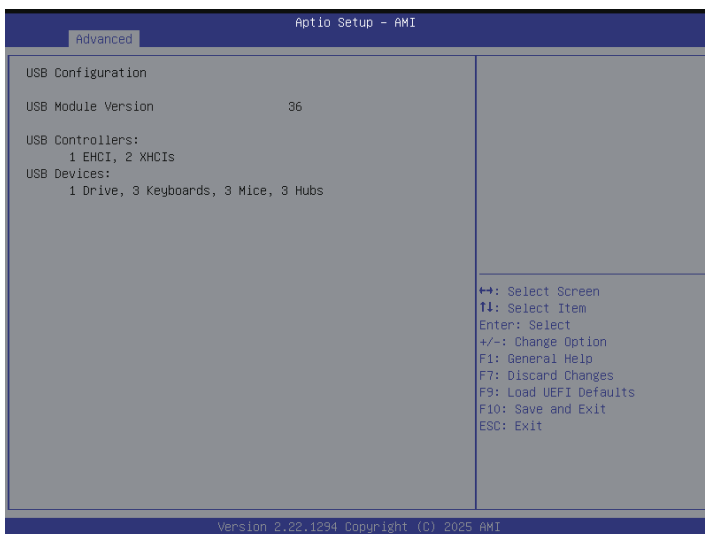 Aptio Setup – AMI
Advanced
USB Configuration
USB Module Version 36
USB Controllers:
1 EHCI, 2 XHCIs
USB Devices:
1 Drive, 3 Keyboards, 3 Mice, 3 Hubs
↔: Select Screen
↑↓: Select Item
Enter: Select
+/-: Change Option
F1: General Help
F7: Discard Changes
F9: Load UEFI Defaults
F10: Save and Exit
ESC: Exit
Version 2.22.1294 Copyright (C) 2025 AMI